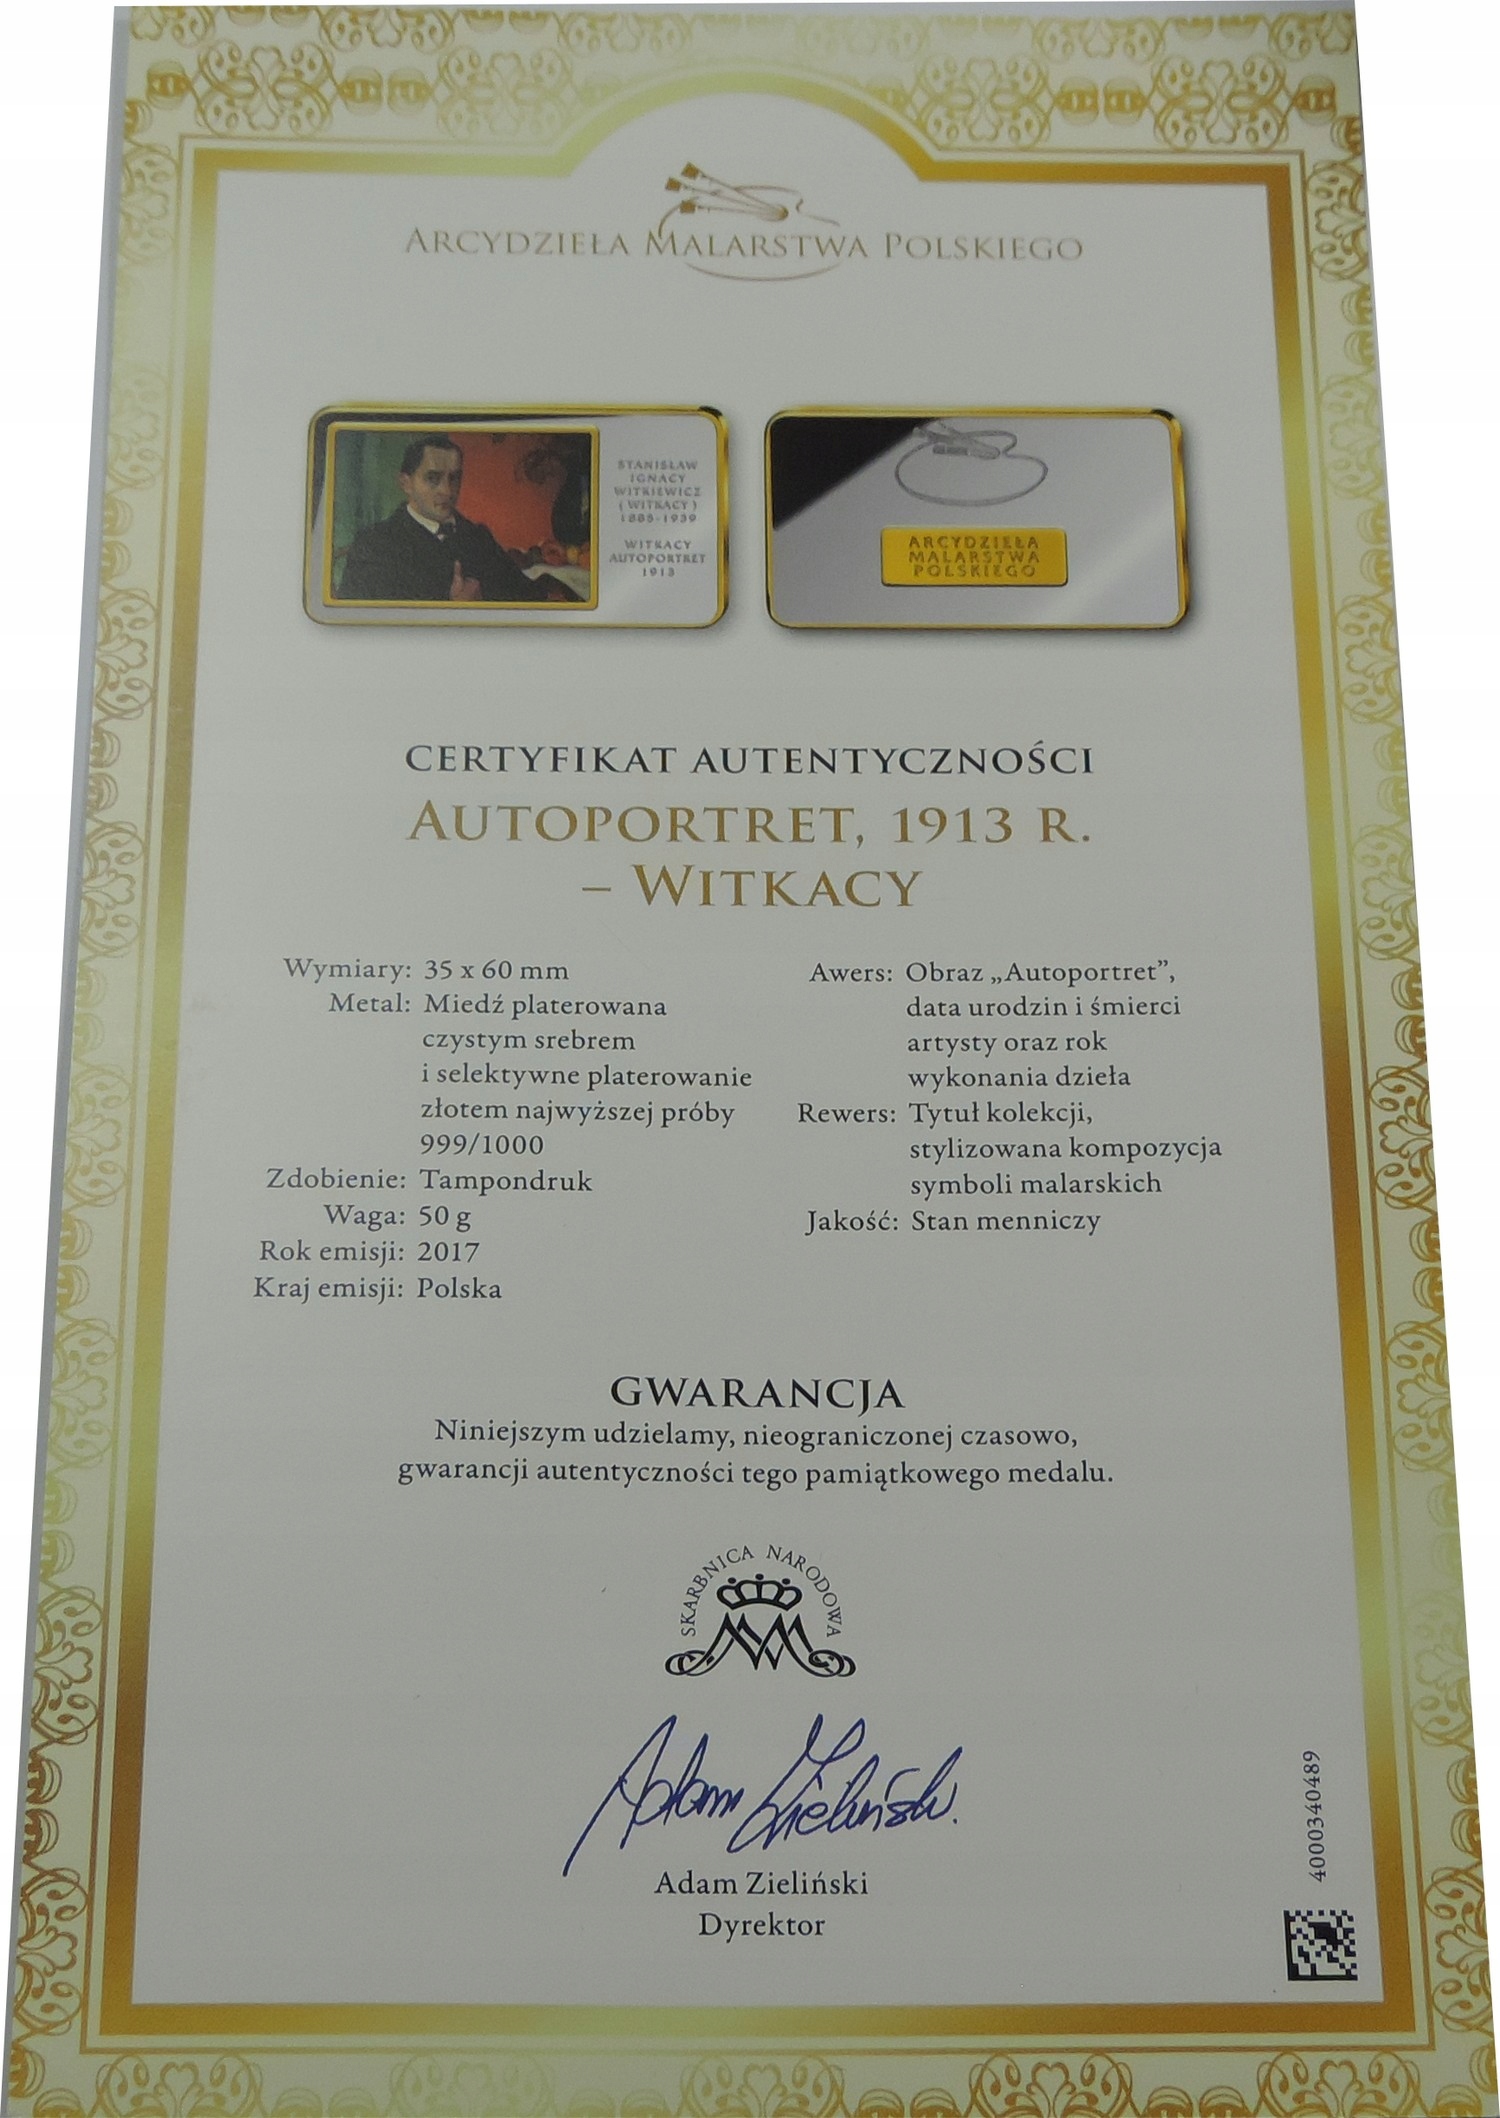 ARCYDZIEŁA MALARSTWA POLSKIEGO
STANISŁAW
IGNACY
WITKIEWICZ
(WITKACY)
1885-1939
WITKACY
AUTOPORTRET
1913
ARCYDZIEŁA
MALARSTWA
POLSKIEGO
CERTYFIKAT AUTENTYCZNOŚCI
AUTOPORTRET, 1913 R.
– WITKACY
Wymiary: 35 x 60 mm
Metal: Miedź platerowana
czystym srebrem
i selektywne platerowanie
złotem najwyższej próby
999/1000
Zdobienie: Tampondruk
Waga: 50 g
Rok emisji: 2017
Kraj emisji: Polska
Awers: Obraz „Autoportret”,
data urodzin i śmierci
artysty oraz rok
wykonania dzieła
Rewers: Tytuł kolekcji,
stylizowana kompozycja
symboli malarskich
Jakość: Stan menniczy
GWARANCJA
Niniejszym udzielamy, nieograniczonej czasowo,
gwarancji autentyczności tego pamiątkowego medalu.
SKARBNICA NARODOWA
Adam Zieliński
Adam Zieliński
Dyrektor
4000340489